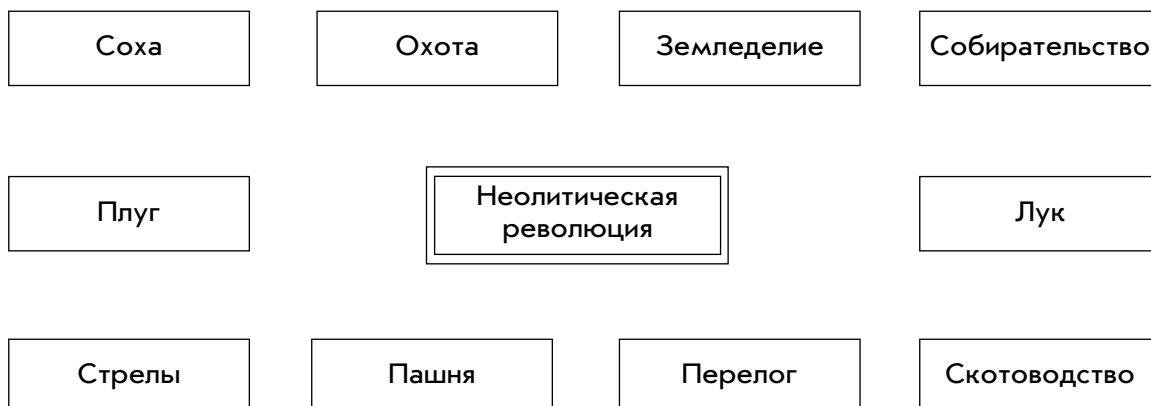 Соха
Охота
Земледелие
Собирательство
Плуг
Неолитическая
революция
Лук
Стрелы
Пашня
Перелог
Скотоводство